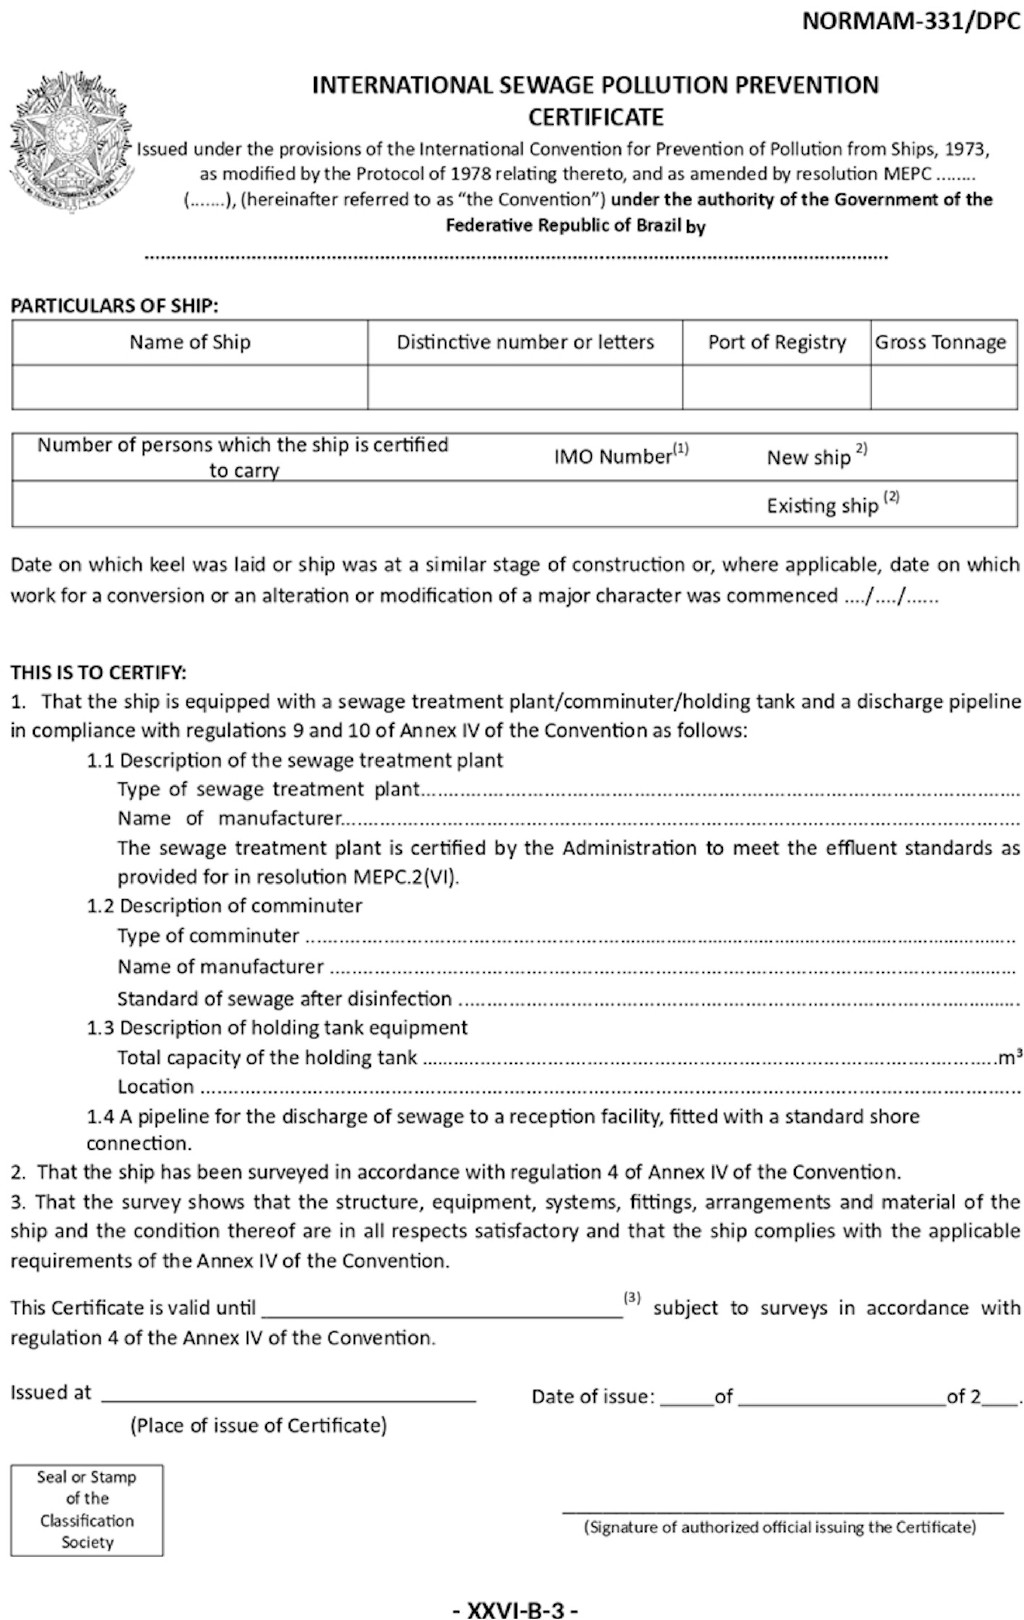 NORMAM-331/DPC
INTERNATIONAL SEWAGE POLLUTION PREVENTION
CERTIFICATE
Issued under the provisions of the International Convention for Prevention of Pollution from Ships, 1973,
as modified by the Protocol of 1978 relating thereto, and as amended by resolution MEPC ........
(.......), (hereinafter referred to as “the Convention”) under the authority of the Government of the
Federative Republic of Brazil by
................................................................................
PARTICULARS OF SHIP:
Name of Ship Distinctive number or letters Port of Registry Gross Tonnage
Number of persons which the ship is certified
to carry
IMO Number(1) New ship 2)
Existing ship (2)
Date on which keel was laid or ship was at a similar stage of construction or, where applicable, date on which
work for a conversion or an alteration or modification of a major character was commenced ..../..../......
THIS IS TO CERTIFY:
1. That the ship is equipped with a sewage treatment plant/comminuter/holding tank and a discharge pipeline
in compliance with regulations 9 and 10 of Annex IV of the Convention as follows:
1.1 Description of the sewage treatment plant
Type of sewage treatment plant................................................................................
Name of manufacturer................................................................................
The sewage treatment plant is certified by the Administration to meet the effluent standards as
provided for in resolution MEPC.2(VI).
1.2 Description of comminuter
Type of comminuter ................................................................................
Name of manufacturer ................................................................................
Standard of sewage after disinfection ................................................................................
1.3 Description of holding tank equipment
Total capacity of the holding tank ................................................................................m³
Location ................................................................................
1.4 A pipeline for the discharge of sewage to a reception facility, fitted with a standard shore
connection.
2. That the ship has been surveyed in accordance with regulation 4 of Annex IV of the Convention.
3. That the survey shows that the structure, equipment, systems, fittings, arrangements and material of the
ship and the condition thereof are in all respects satisfactory and that the ship complies with the applicable
requirements of the Annex IV of the Convention.
This Certificate is valid until ______________________________ (3) subject to surveys in accordance with
regulation 4 of the Annex IV of the Convention.
Issued at ______________________________ Date of issue: _____of ___________________of 2___.
(Place of issue of Certificate)
Seal or Stamp
of the
Classification
Society
(Signature of authorized official issuing the Certificate)
- XXVI-B-3 -